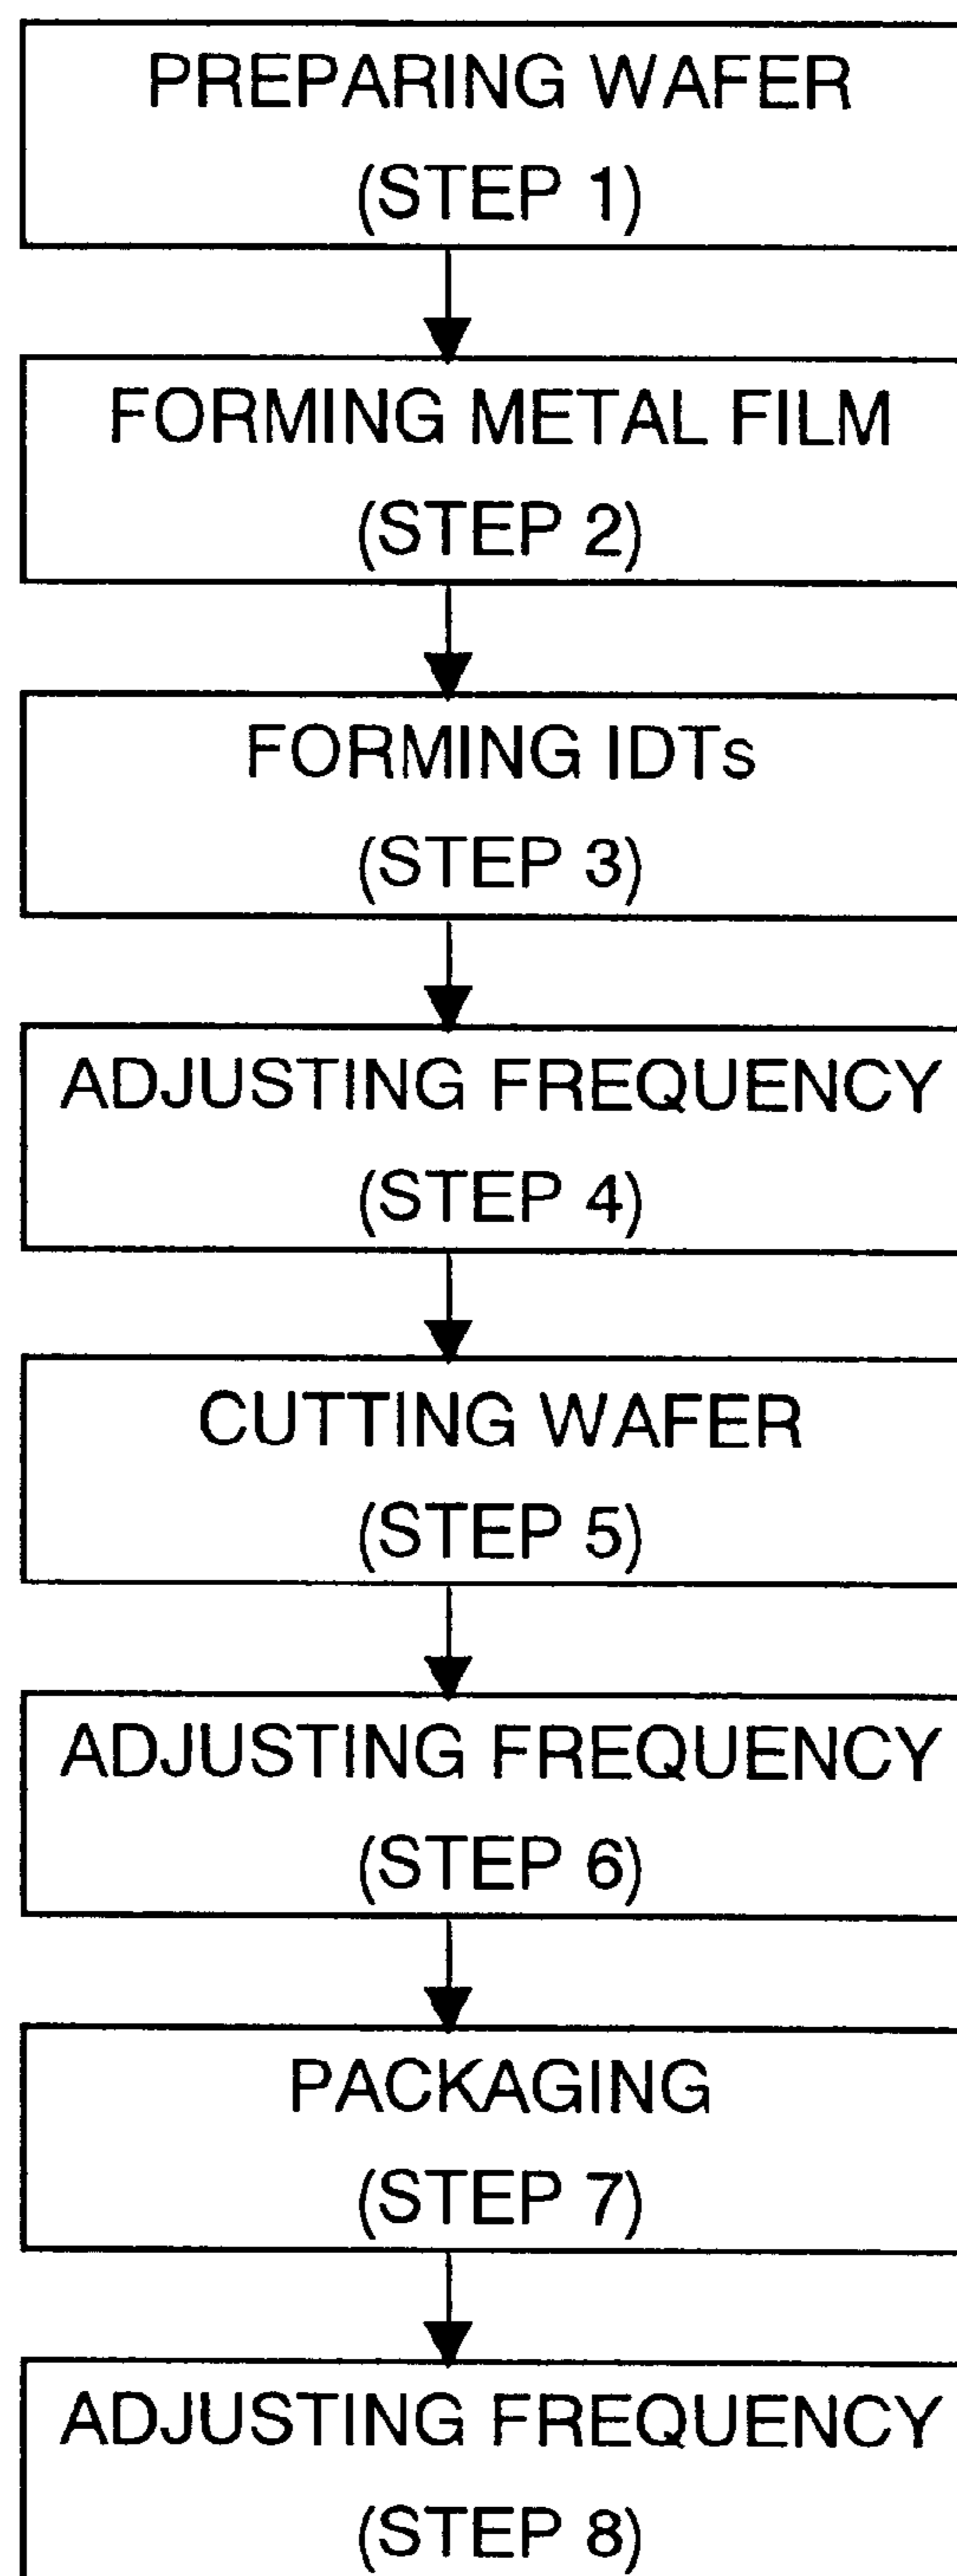 PREPARING WAFER
(STEP 1)
FORMING METAL FILM
(STEP 2)
FORMING IDTs
(STEP 3)
ADJUSTING FREQUENCY
(STEP 4)
CUTTING WAFER
(STEP 5)
ADJUSTING FREQUENCY
(STEP 6)
PACKAGING
(STEP 7)
ADJUSTING FREQUENCY
(STEP 8)